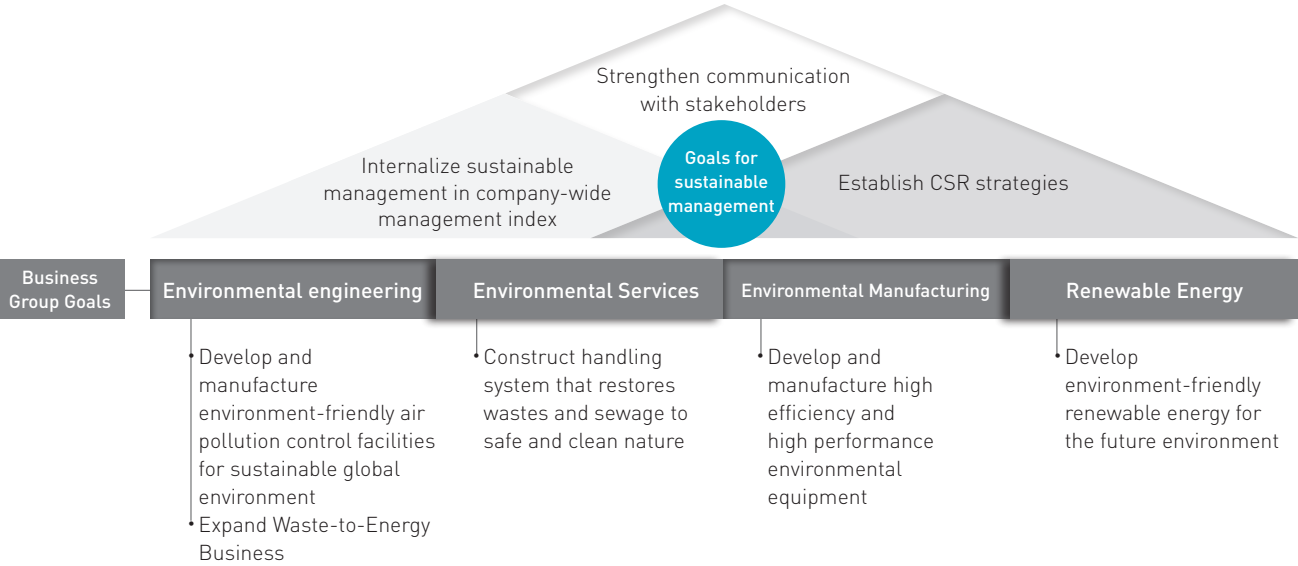 Strengthen communication
with stakeholders
Internalize sustainable
management in company-wide
management index
Goals for
sustainable
management
Establish CSR strategies
Business
Group Goals
Environmental engineering
Environmental Services
Environmental Manufacturing
Renewable Energy
• Develop and
manufacture
environment-friendly air
pollution control facilities
for sustainable global
environment
• Expand Waste-to-Energy
Business
• Construct handling
system that restores
wastes and sewage to
safe and clean nature
• Develop and
manufacture high
efficiency and
high performance
environmental
equipment
• Develop
environment-friendly
renewable energy for
the future environment